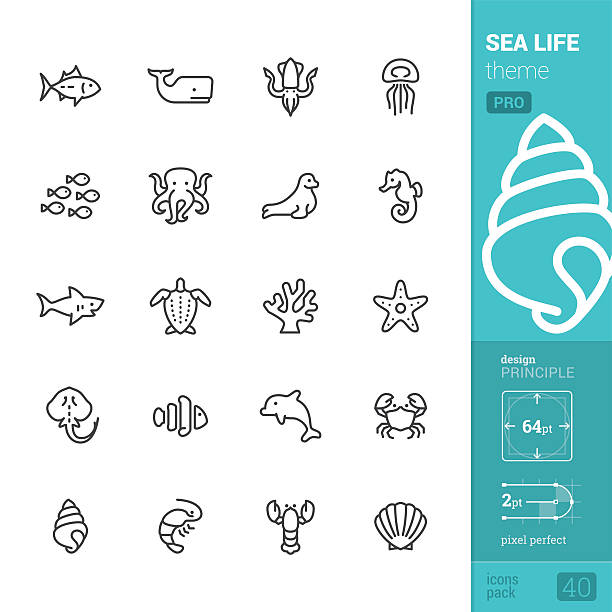 SEA LIFE
theme
PRO
design
PRINCIPLE
64pt
2pt
pixel perfect
icons
pack
40